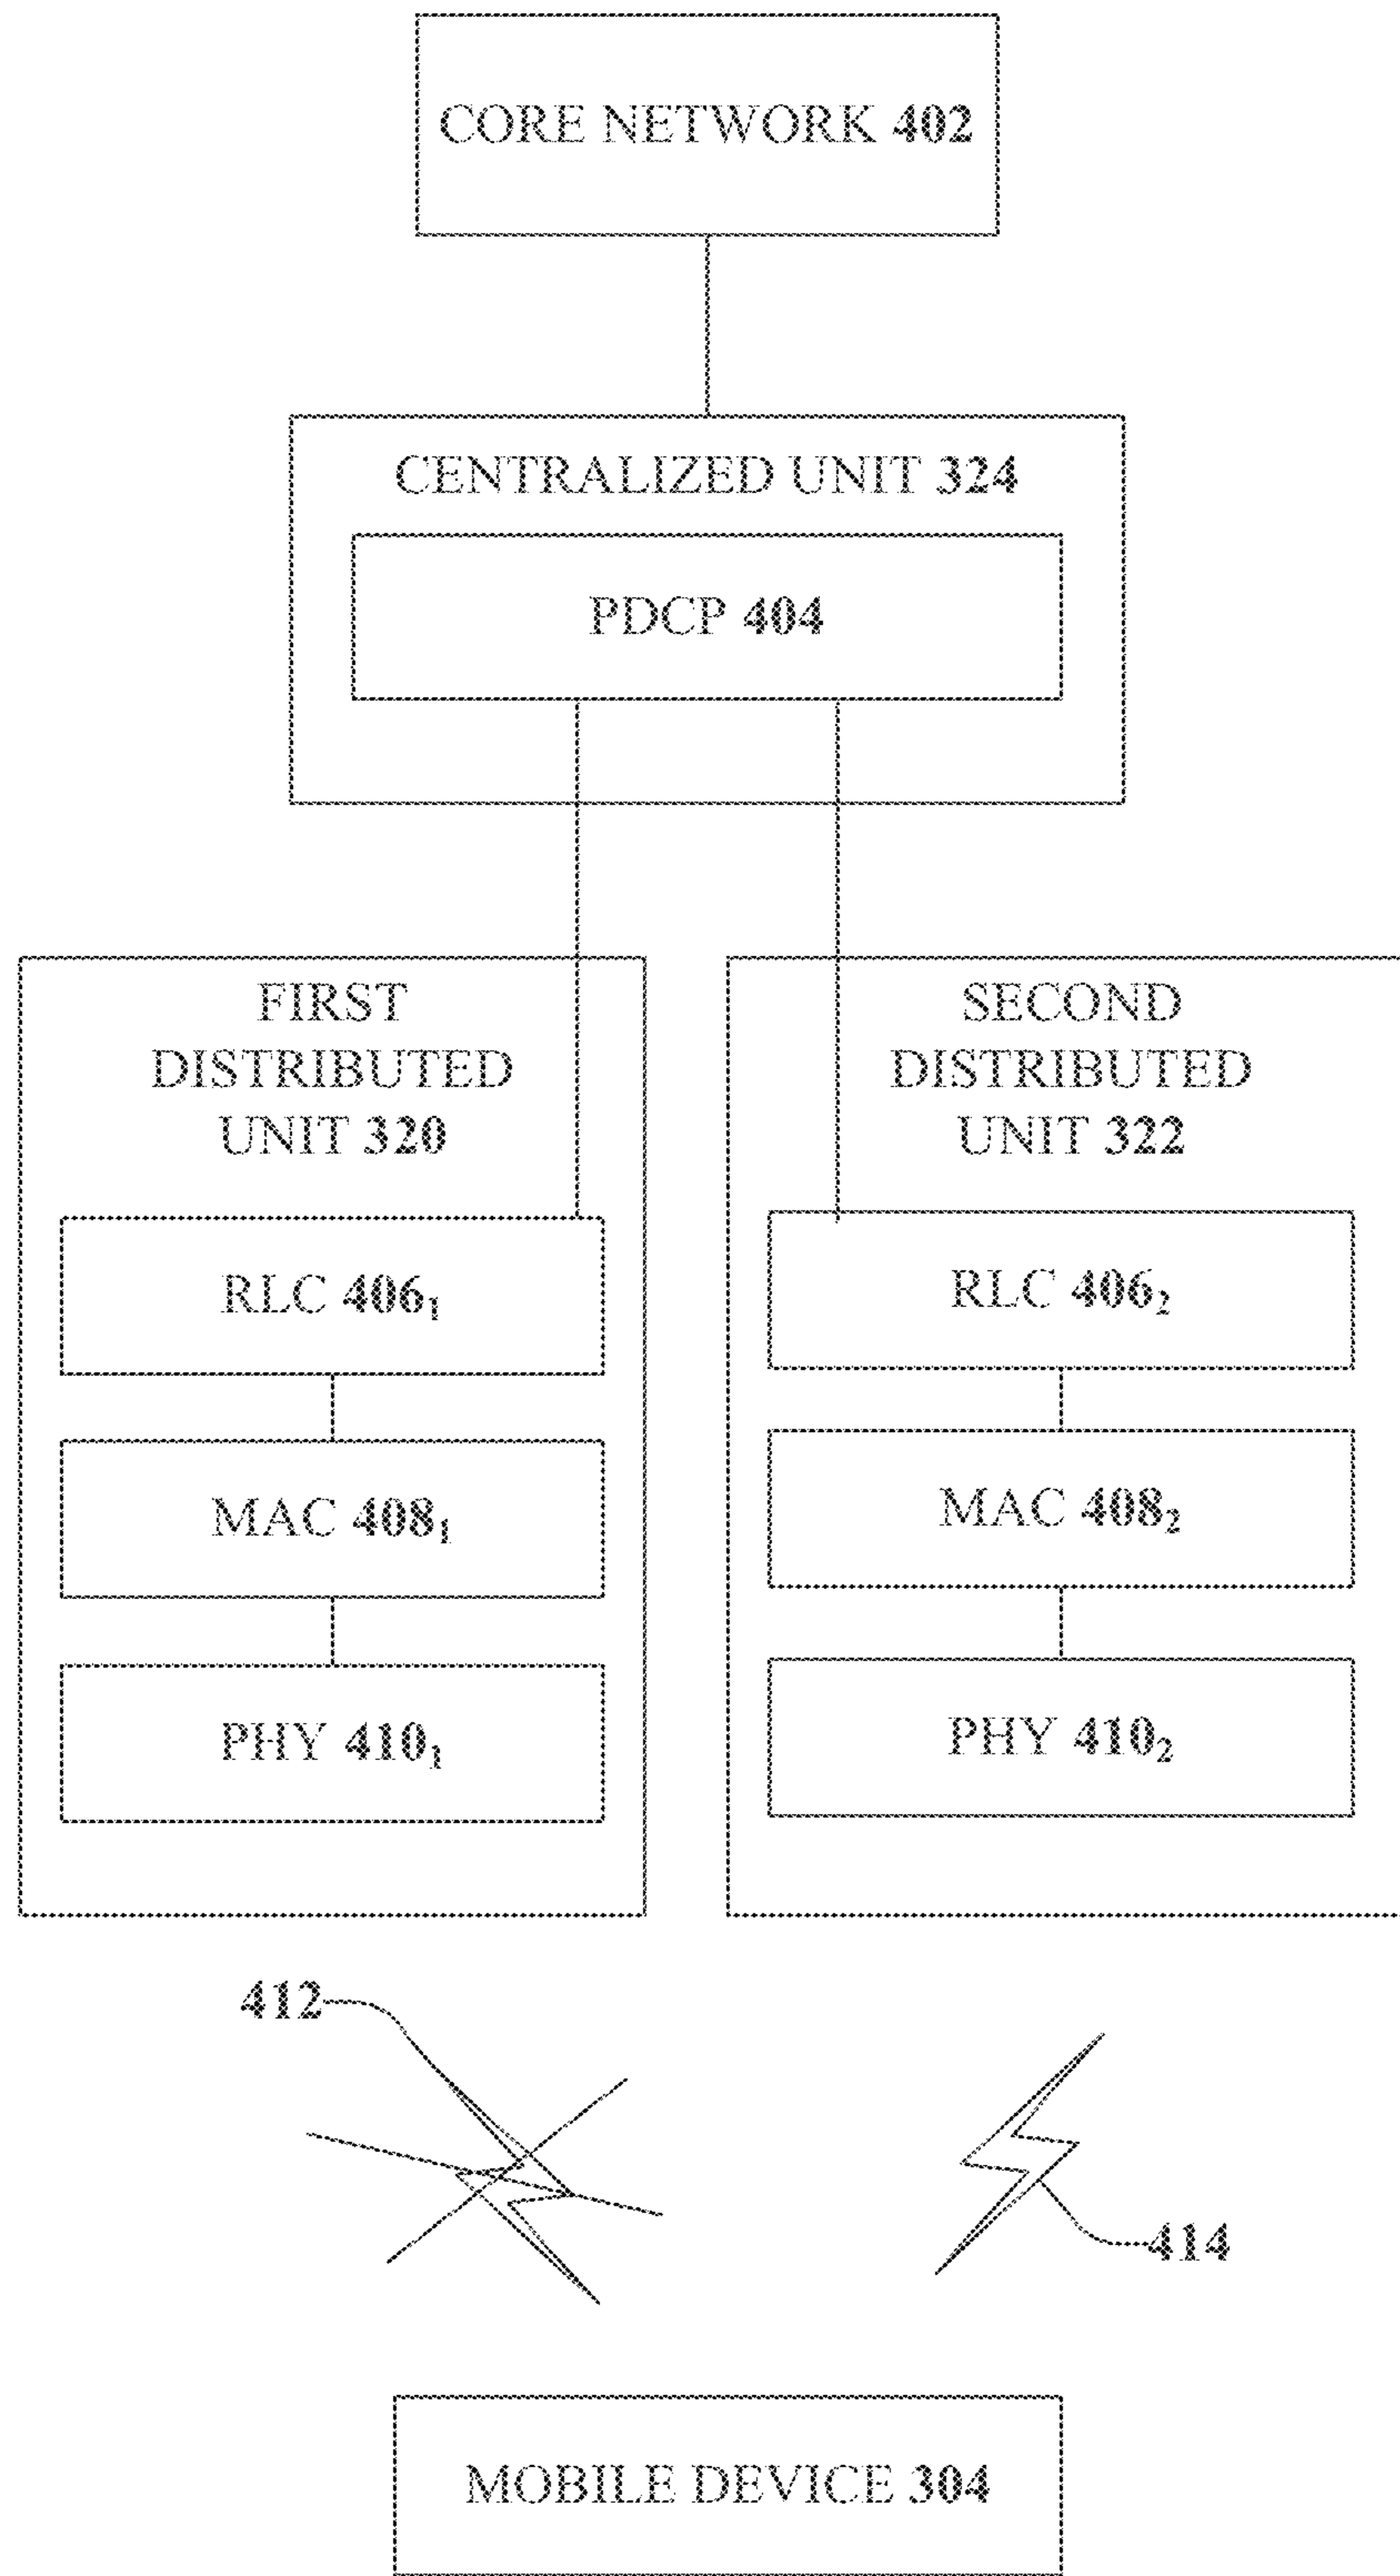 CORE NETWORK 402
CENTRALIZED UNIT 324
PDCP 404
FIRST
DISTRIBUTED
UNIT 320
RLC 406₁
MAC 408₁
PHY 410₁
SECOND
DISTRIBUTED
UNIT 322
RLC 406₂
MAC 408₂
PHY 410₂
412
414
MOBILE DEVICE 304